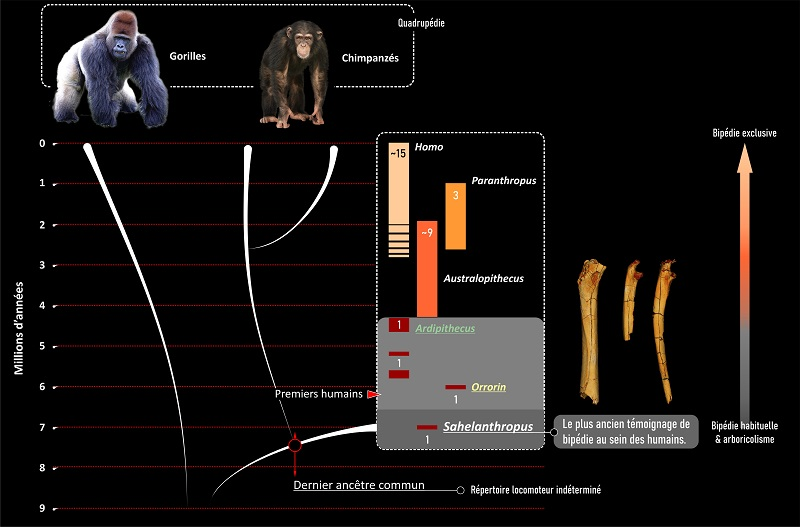 Quadrupédie
Gorilles
Chimpanzés
Millions d'années
0
1
2
3
4
5
6
7
8
9
Homo
~15
Paranthropus
3
~9
Australopithecus
1
Ardipithecus
1
Premiers humains
Orrorin
1
Sahelanthropus
1
Le plus ancien témoignage de
bipédie au sein des humains.
Dernier ancêtre commun
Répertoire locomoteur indéterminé
Bipédie exclusive
Bipédie habituelle
& arboricolisme